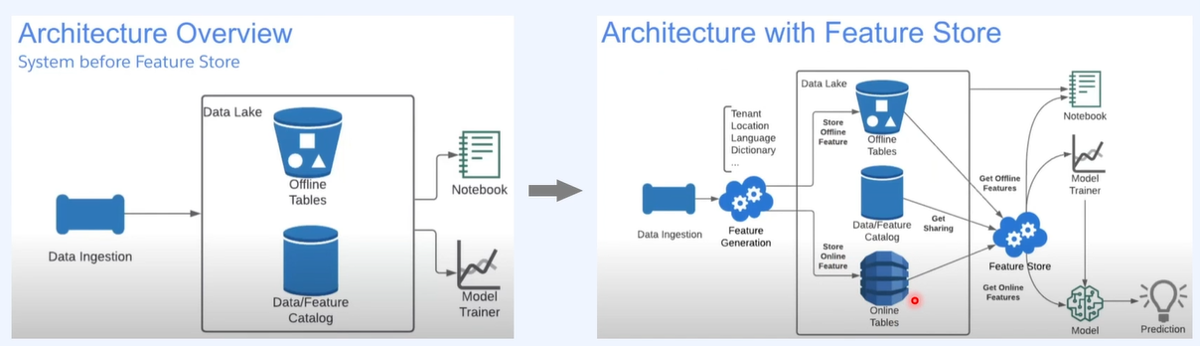 Architecture Overview
System before Feature Store
Data Lake
Offline
Tables
Data Ingestion
Data/Feature
Catalog
Notebook
Model
Trainer
Architecture with Feature Store
Data Lake
Tenant
Location
Language
Dictionary
...
Data Ingestion
Feature
Generation
Store
Offline
Feature
Offline
Tables
Data/Feature
Catalog
Store
Online
Feature
Online
Tables
Get Offline
Features
Get
Sharing
Feature Store
Get Online
Features
Notebook
Model
Trainer
Model
Prediction